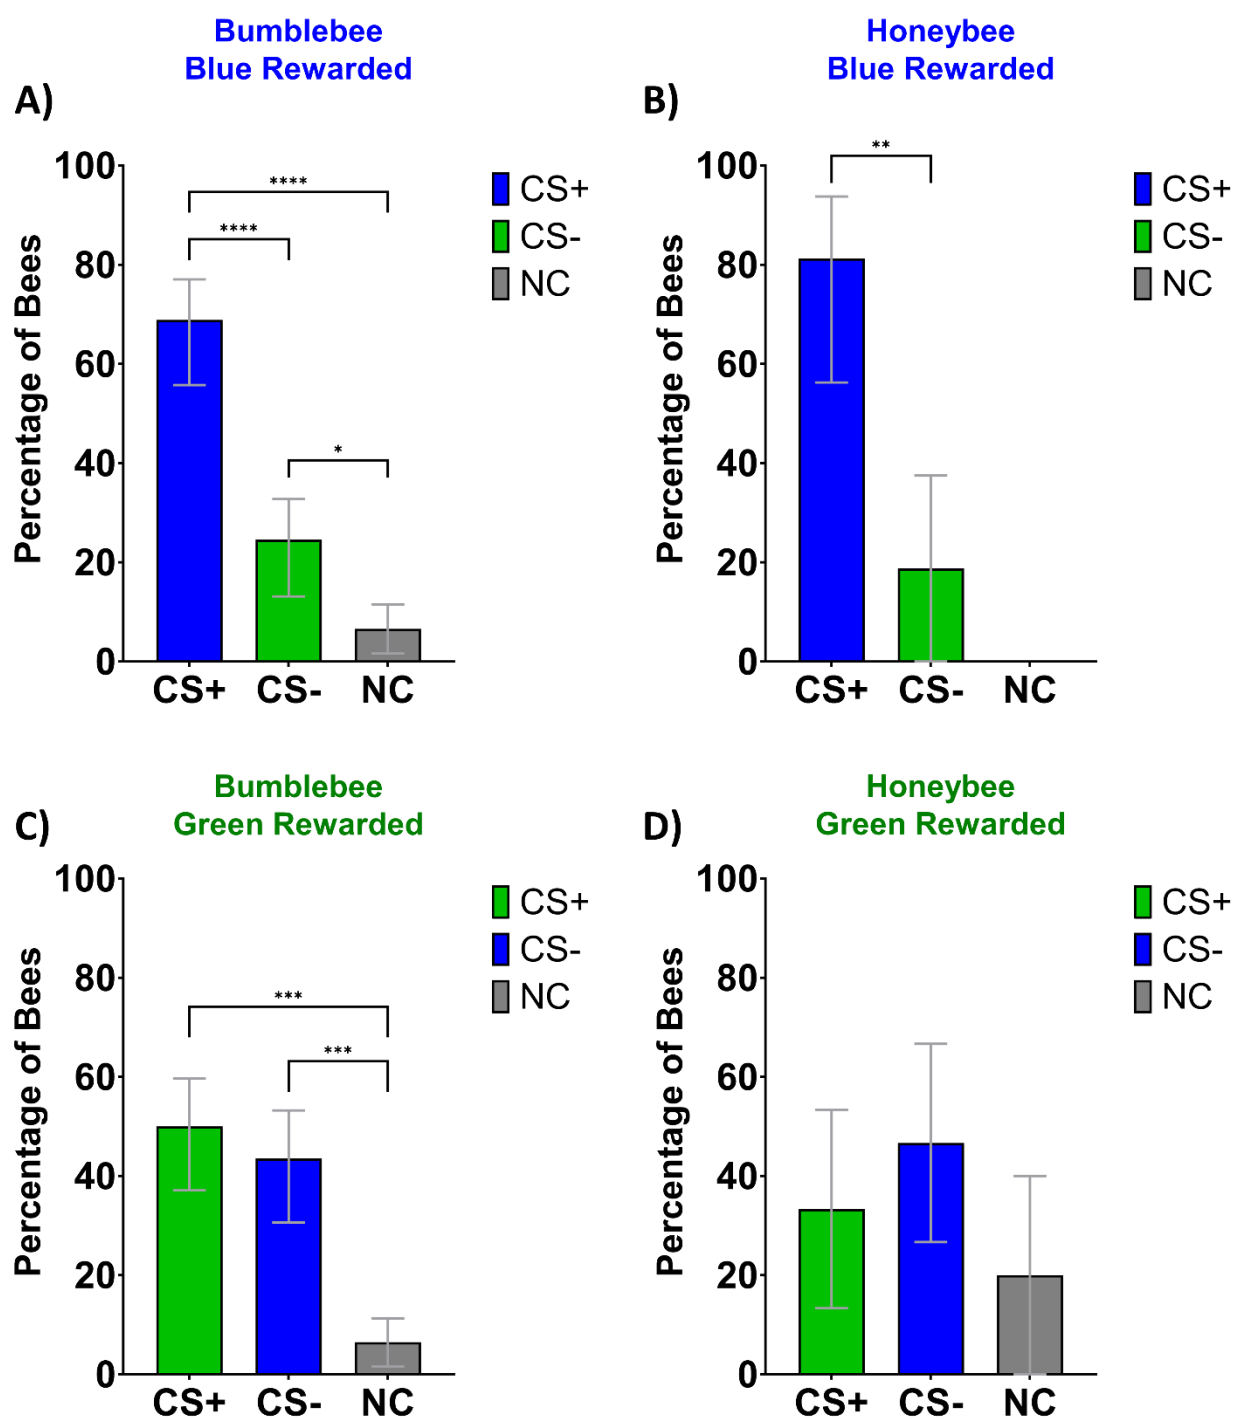 Bumblebee
Blue Rewarded
A)
100
80
60
40
20
0
Percentage of Bees
****
****
*
CS+ CS- NC
CS+
CS-
NC
Honeybee
Blue Rewarded
B)
100
80
60
40
20
0
Percentage of Bees
**
CS+ CS- NC
CS+
CS-
NC
Bumblebee
Green Rewarded
C)
100
80
60
40
20
0
Percentage of Bees
***
***
CS+ CS- NC
CS+
CS-
NC
Honeybee
Green Rewarded
D)
100
80
60
40
20
0
Percentage of Bees
CS+ CS- NC
CS+
CS-
NC